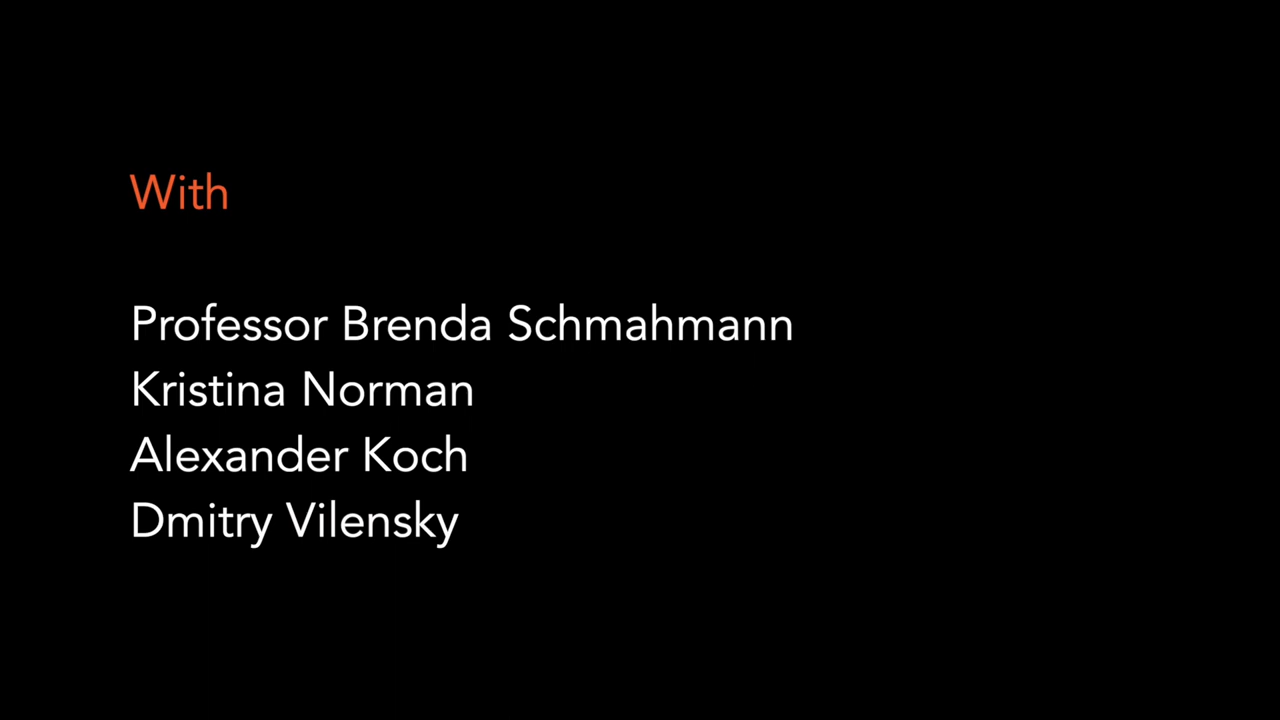 With
Professor Brenda Schmahmann
Kristina Norman
Alexander Koch
Dmitry Vilensky